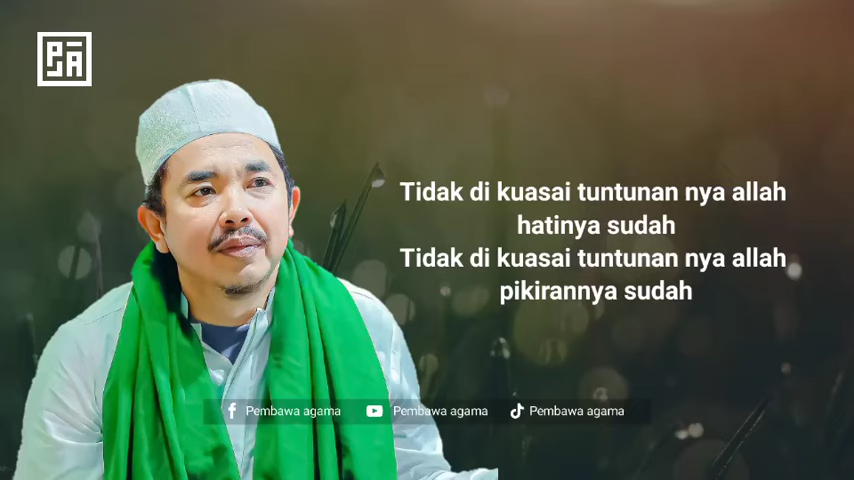 PJA
Tidak di kuasai tuntunan nya allah
hatinya sudah
Tidak di kuasai tuntunan nya allah
pikirannya sudah
Pembawa agama Pembawa agama Pembawa agama